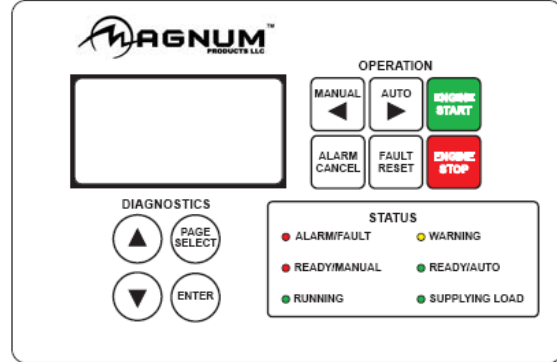 MAGNUM™
PRODUCTS LLC
OPERATION
MANUAL AUTO ENGINE START
ALARM CANCEL FAULT RESET ENGINE STOP
DIAGNOSTICS
PAGE SELECT
ENTER
STATUS
ALARM/FAULT WARNING
READY/MANUAL READY/AUTO
RUNNING SUPPLYING LOAD